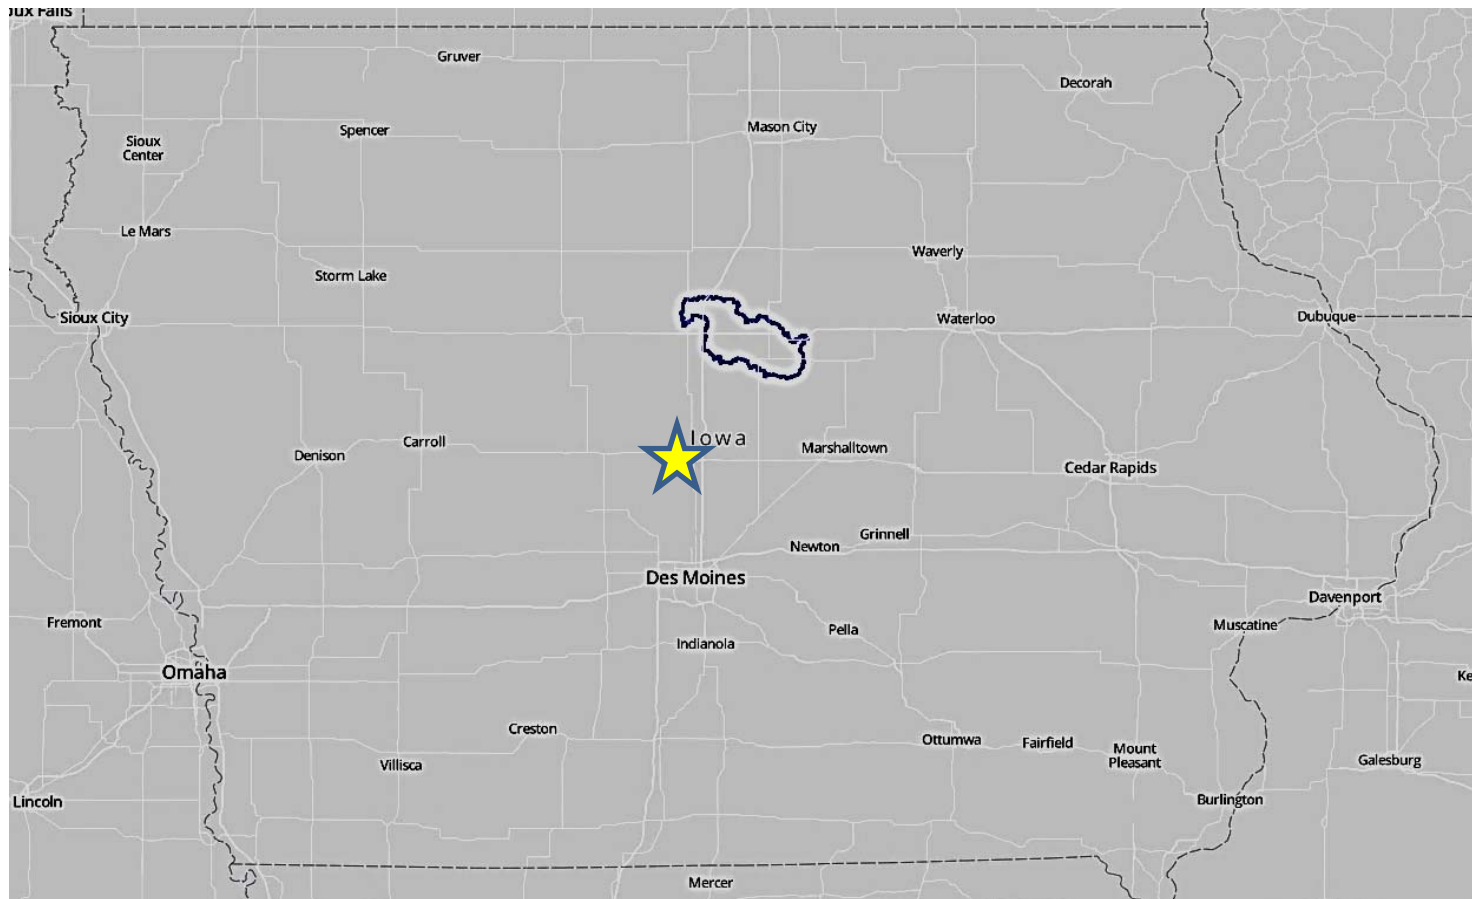 Gruver
Decorah
Mason City
Spencer
Sioux
Center
Le Mars
Waverly
Storm Lake
Sioux City
Waterloo
Dubuque
Iowa
Carroll
Marshalltown
Denison
Cedar Rapids
Grinnell
Newton
Des Moines
Davenport
Fremont
Muscatine
Pella
Indianola
Omaha
Creston
Ottumwa
Fairfield
Mount
Pleasant
Villisca
Galesburg
Lincoln
Burlington
Mercer